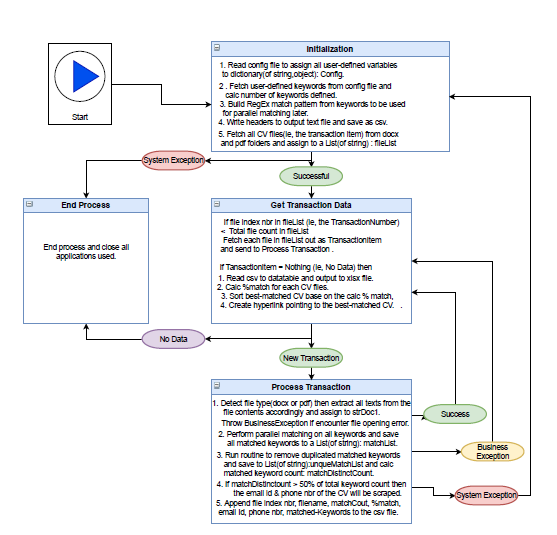 Initialization
1. Read config file to assign all user-defined variables
to dictionary(of string,object): Config.
2 . Fetch user-defined keywords from config file and
calc number of keywords defined.
3. Build RegEx match pattern from keywords to be used
for parallel matching later.
4. Write headers to output text file and save as csv.
5. Fetch all CV files(ie, the transaction item) from docx
and pdf folders and assign to a List(of string) : fileList
Start
System Exception
Successful
End Process
End process and close all
applications used.
Get Transaction Data
If file index nbr in fileList (ie, the TransactionNumber)
< Total file count in fileList
Fetch each file in fileList out as TransactionItem
and send to Process Transaction .
If TansactionItem = Nothing (ie, No Data) then
1. Read csv to datatable and output to xlsx file.
2. Calc %match for each CV files.
3. Sort best-matched CV base on the calc % match,
4. Create hyperlink pointing to the best-matched CV. .
No Data
New Transaction
Process Transaction
1. Detect file type(docx or pdf) then extract all texts from the
file contents accordingly and assign to strDoc1.
Throw BusinessException if encounter file opening error.
2. Perform parallel matching on all keywords and save
all matched keywords to a List(of string): matchList.
3. Run routine to remove duplicated matched keywords
and save to List(of string):unqueMatchList and calc
matched keyword count: matchDistinctCount.
4. If matchDistinctount > 50% of total keyword count then
the email id & phone nbr of the CV will be scraped.
5. Append file index nbr, filename, matchCout, %match,
email id, phone nbr, matched-Keywords to the csv file.
Success
Business
Exception
System Exception